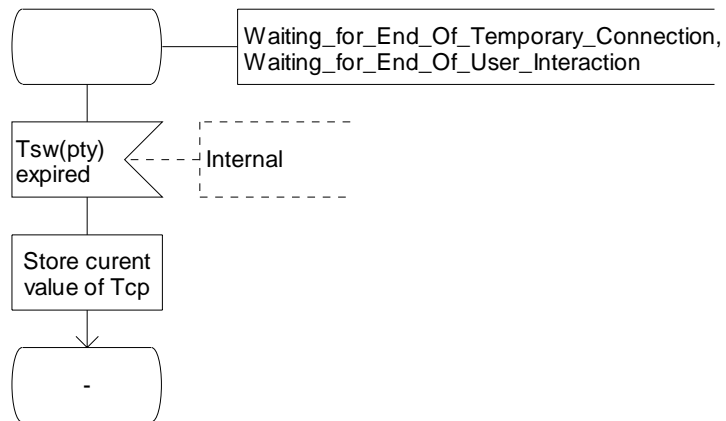 Waiting_for_End_Of_Temporary_Connection,
Waiting_for_End_Of_User_Interaction
Tsw(pty)
expired
Internal
Store curent
value of Tcp
-